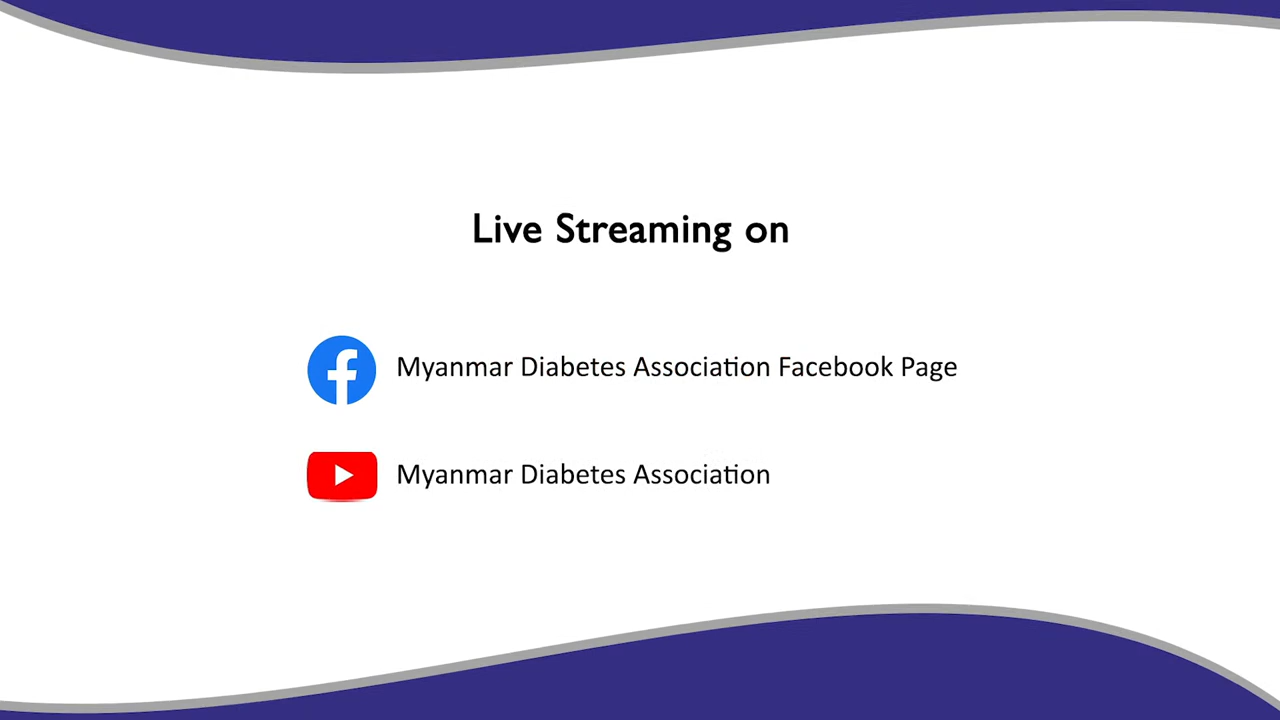 Live Streaming on
Myanmar Diabetes Association Facebook Page
Myanmar Diabetes Association